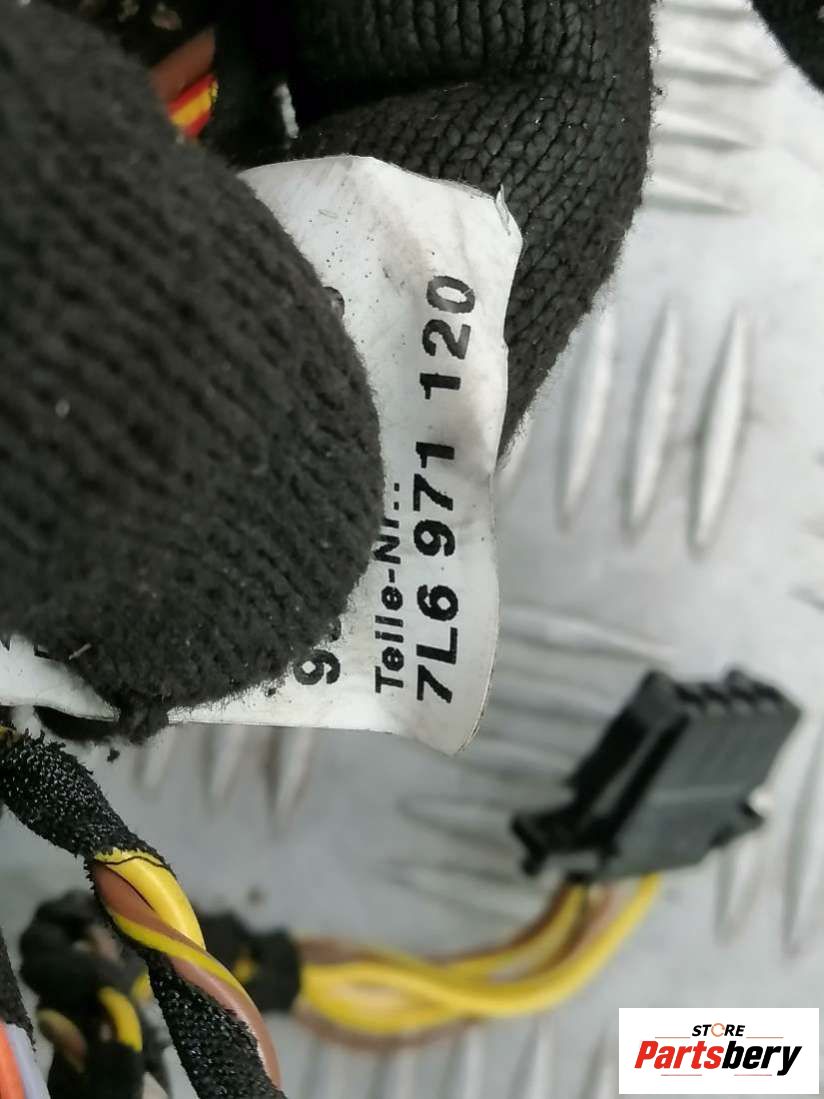 Teile-Nr.:
7L6 971 120
STORE
Partsbery